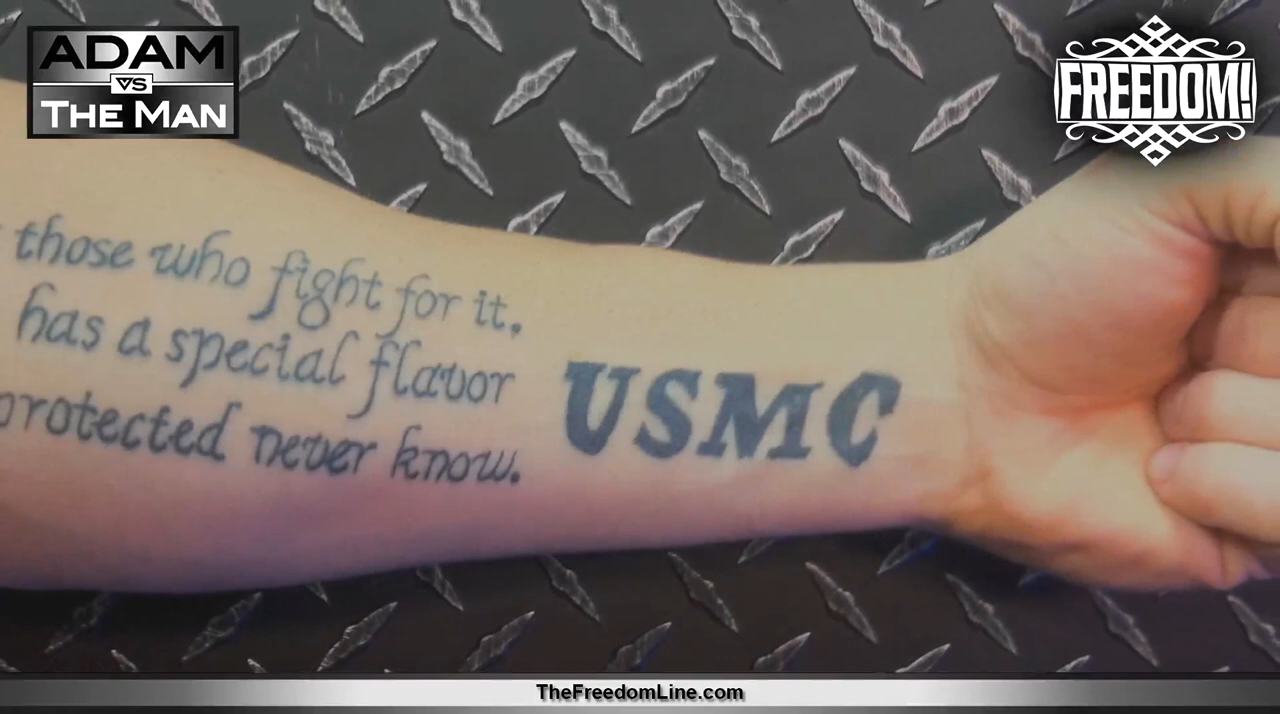 ADAM
VS
THE MAN
FREEDOM!
those who fight for it.
has a special flavor
protected never know.
USMC
TheFreedomLine.com